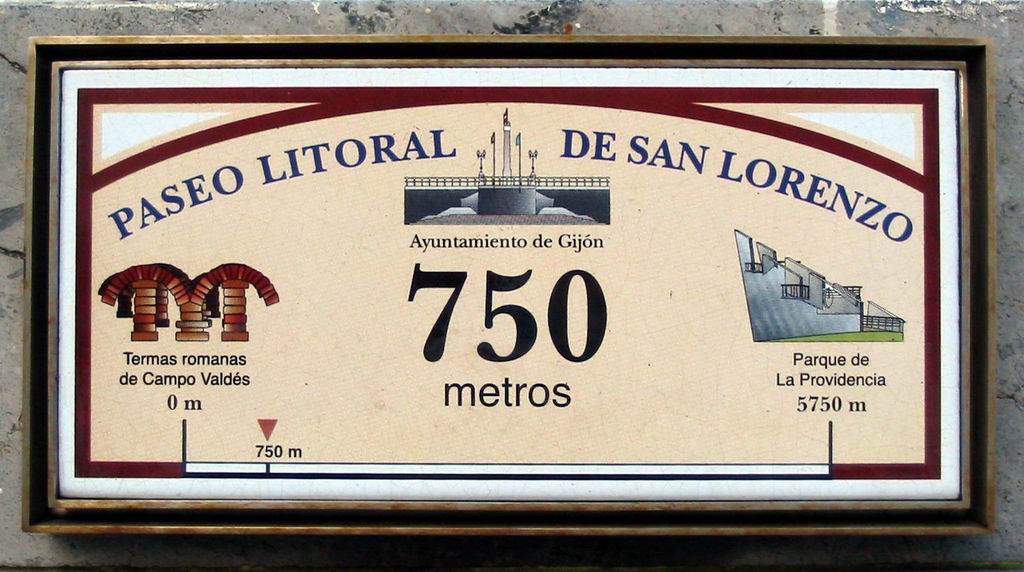 PASEO LITORAL DE SAN LORENZO
Ayuntamiento de Gijón
750
metros
Termas romanas
de Campo Valdés
0 m
Parque de
La Providencia
5750 m
750 m